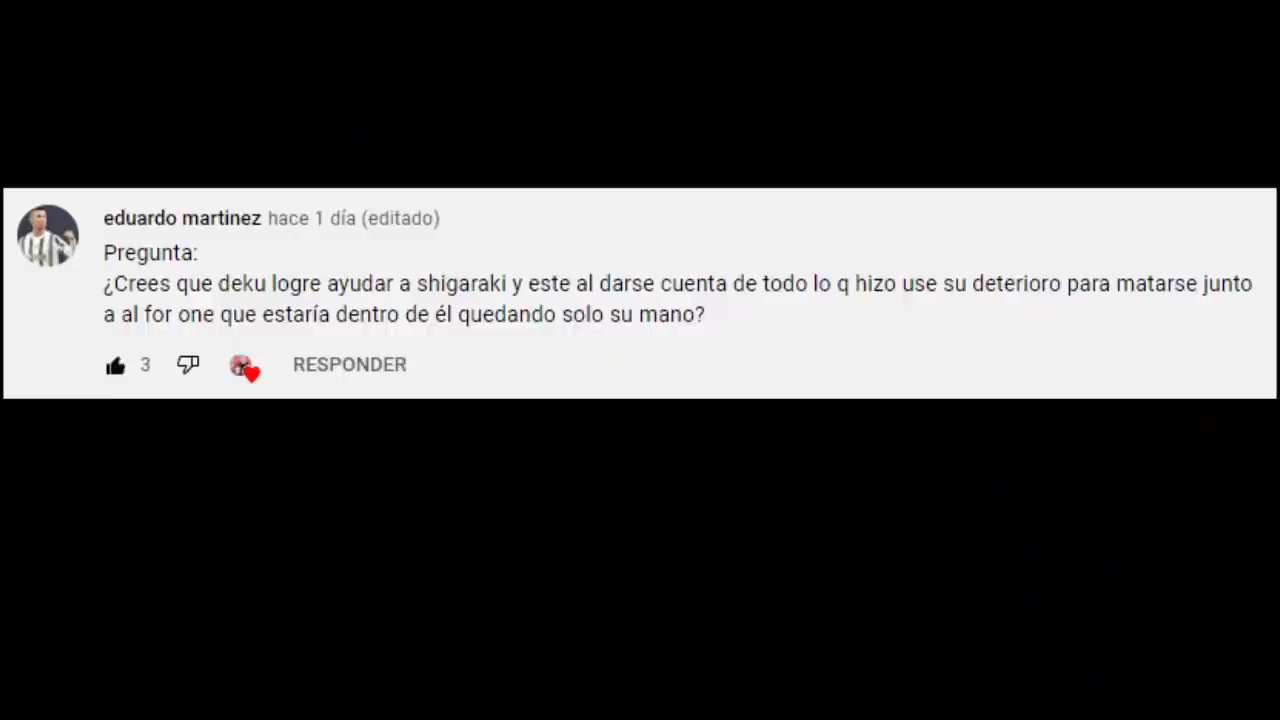 eduardo martinez hace 1 día (editado)
Pregunta:
¿Crees que deku logre ayudar a shigaraki y este al darse cuenta de todo lo q hizo use su deterioro para matarse junto
a al for one que estaría dentro de él quedando solo su mano?
3 RESPONDER